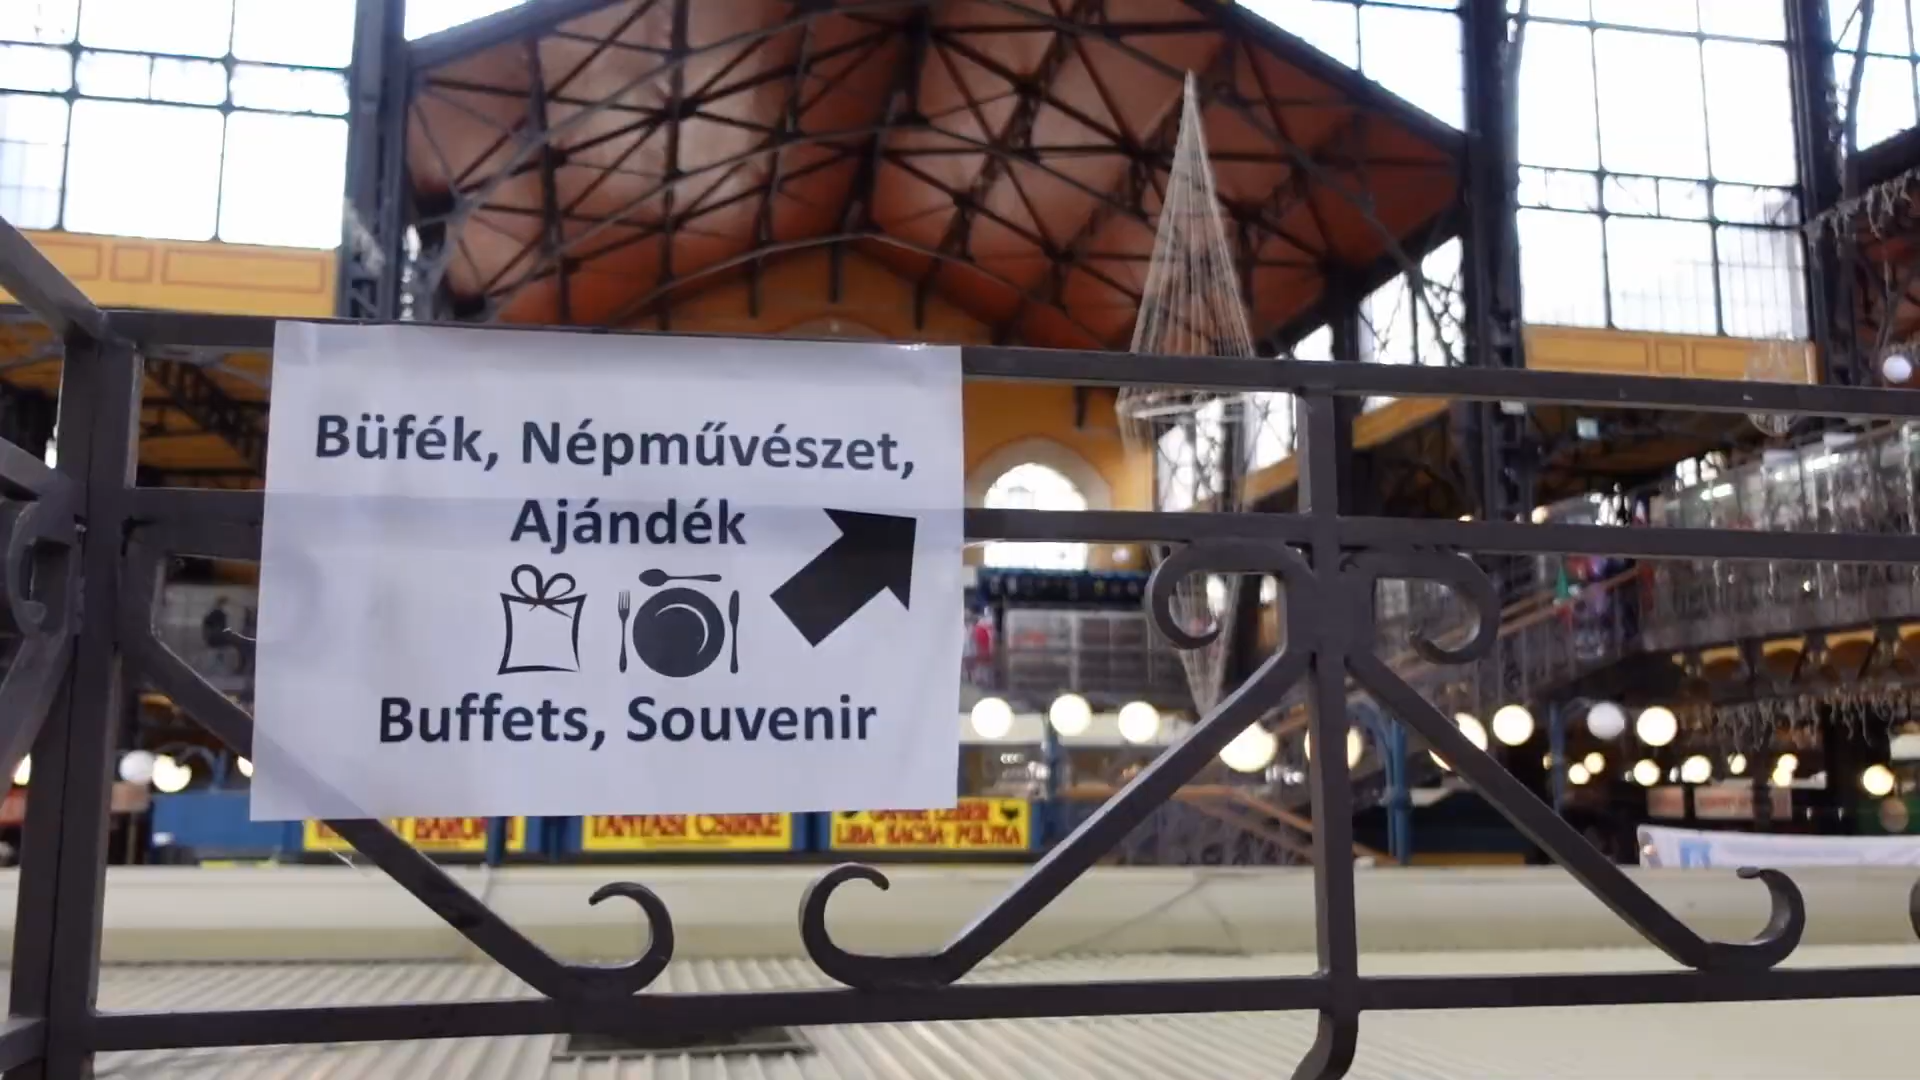 Büfék, Népművészet,
Ajándék
Buffets, Souvenir
TANYASI CSIRKE
LIBA - KACSA - PULYKA